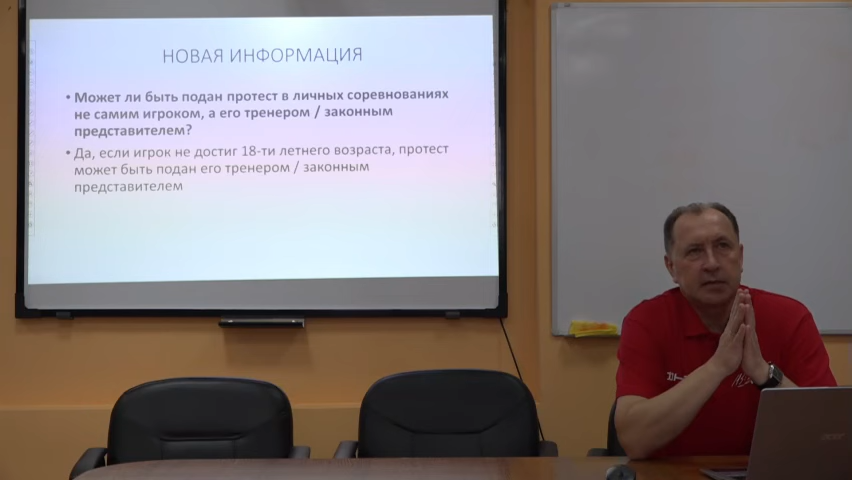 НОВАЯ ИНФОРМАЦИЯ
• Может ли быть подан протест в личных соревнованиях
не самим игроком, а его тренером / законным
представителем?
• Да, если игрок не достиг 18-ти летнего возраста, протест
может быть подан его тренером / законным
представителем
acer